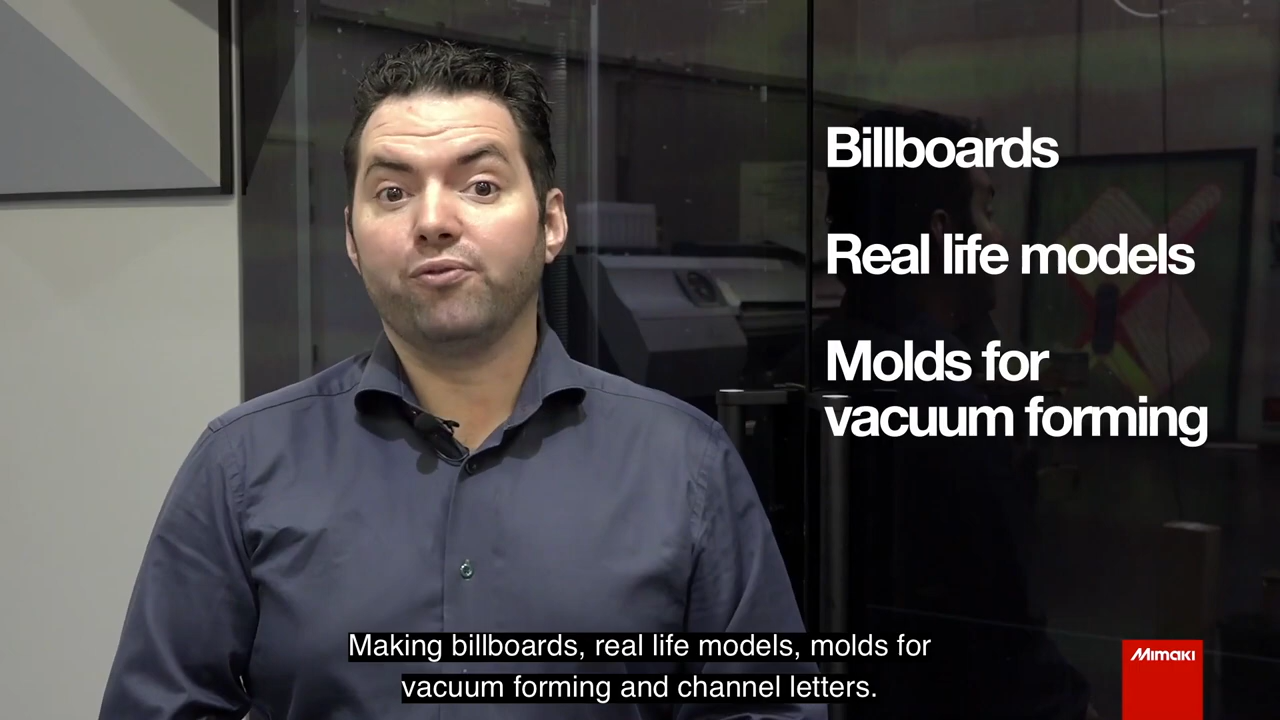 Billboards
Real life models
Molds for
vacuum forming
Making billboards, real life models, molds for
vacuum forming and channel letters.
Mimaki